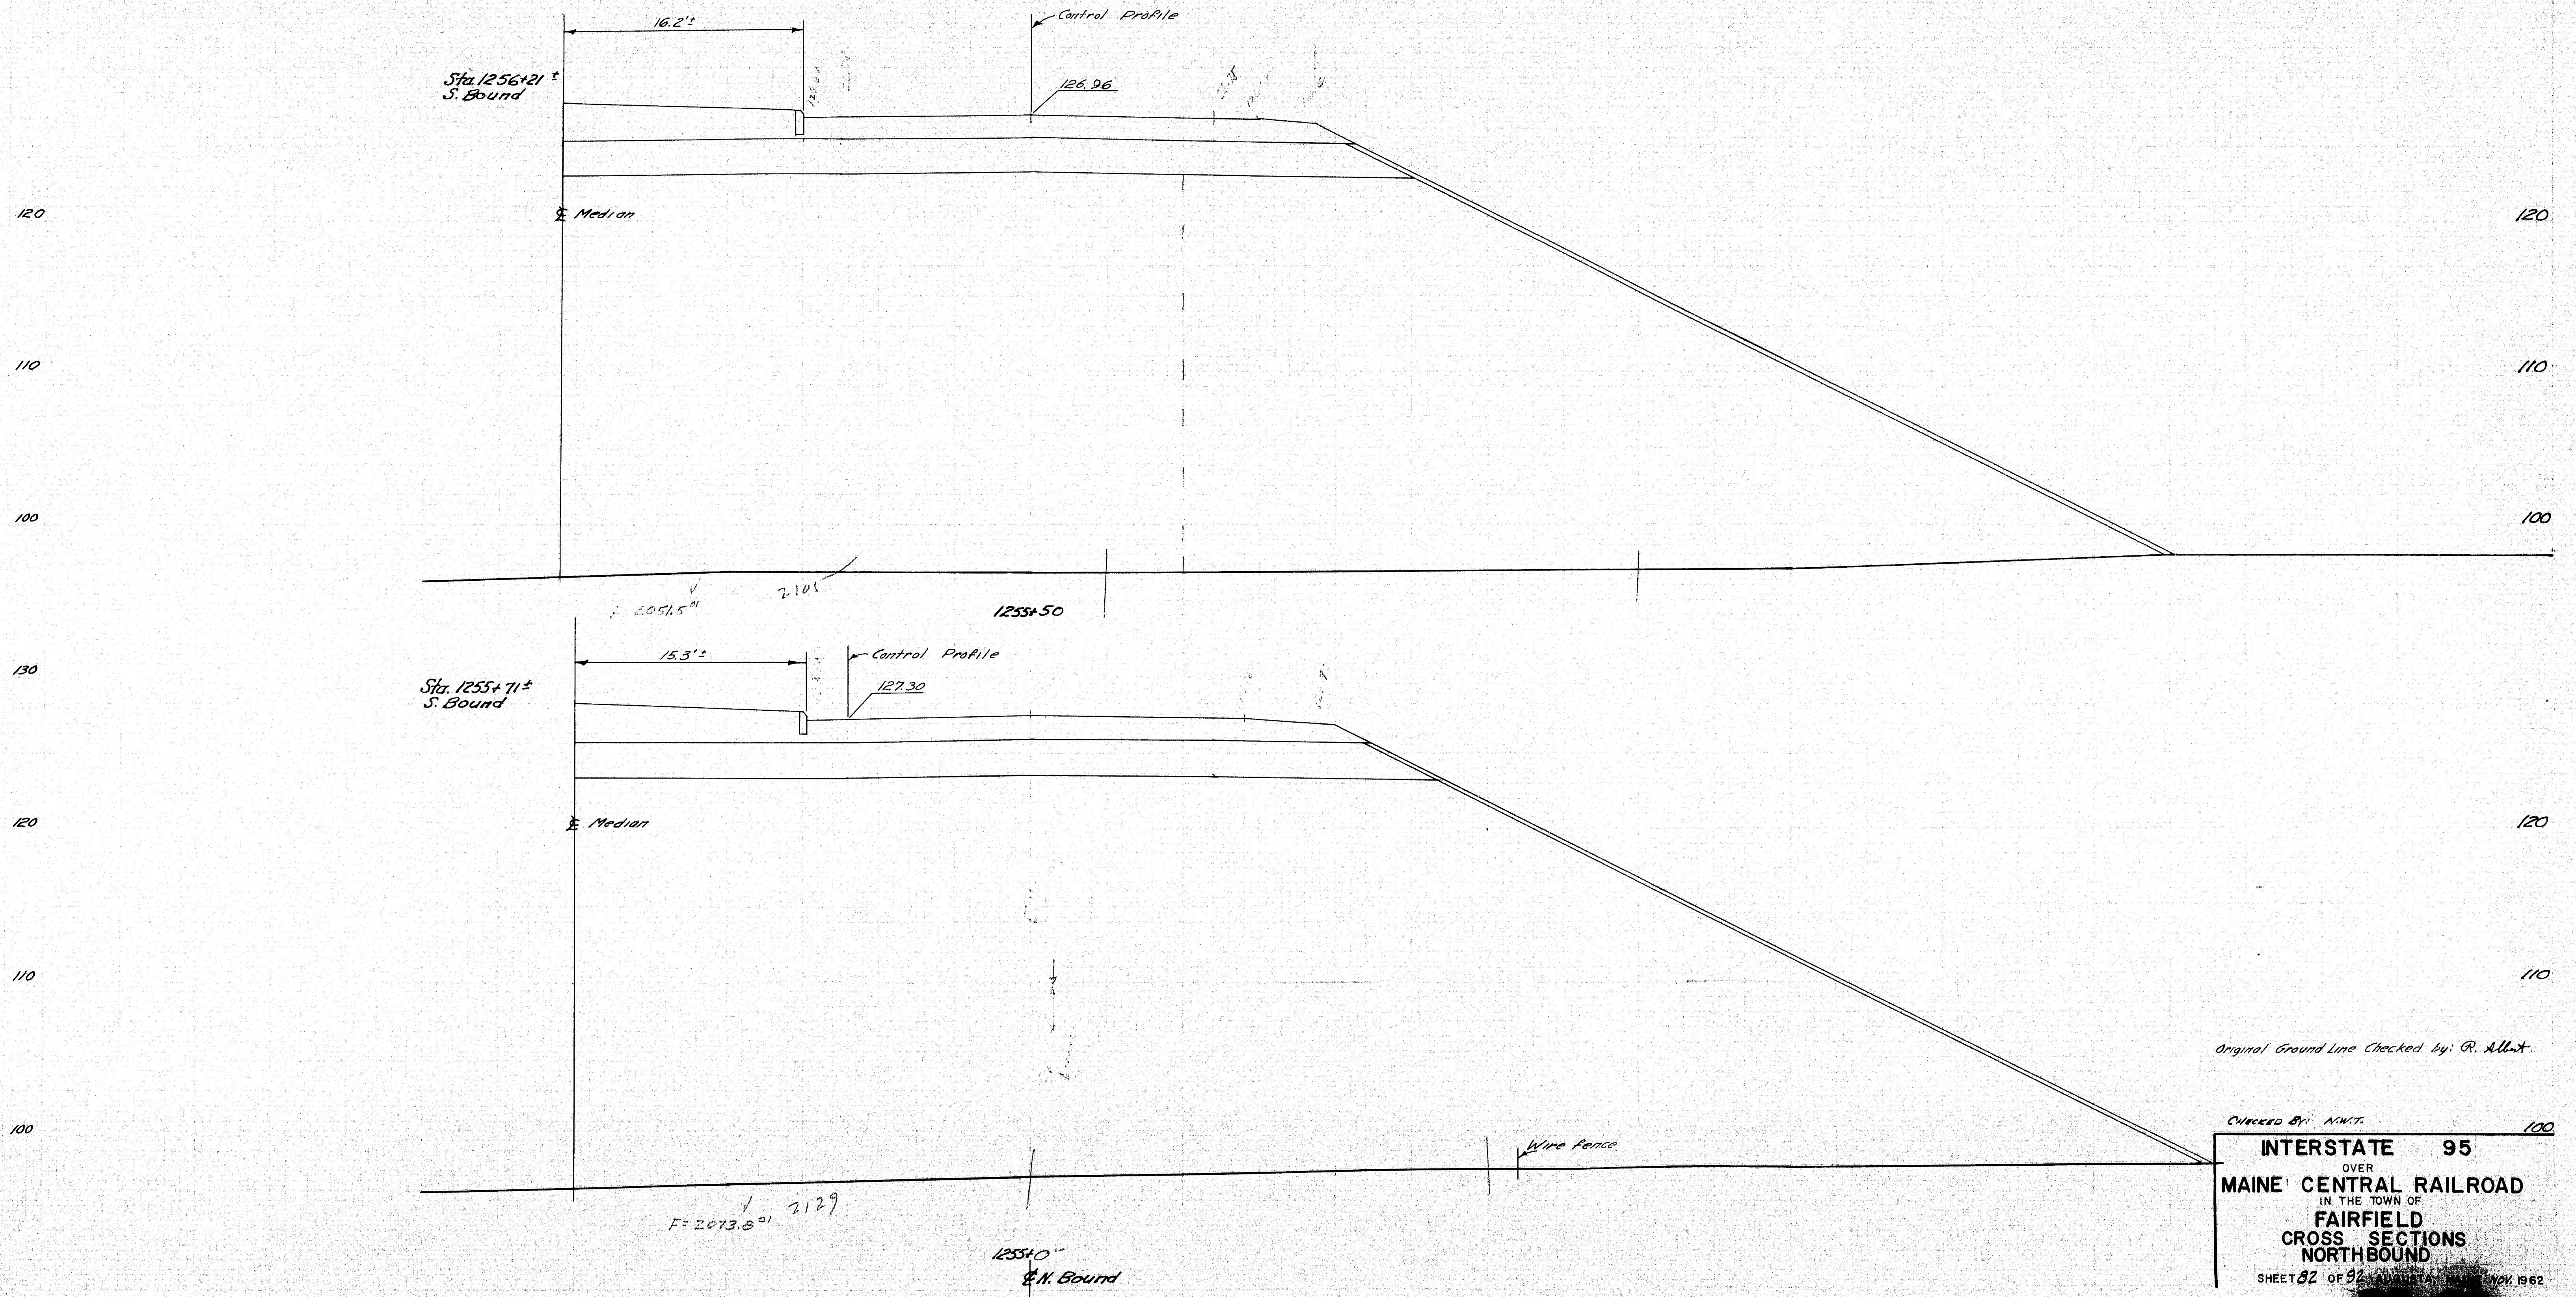 16.2'±
Control Profile
Sta. 1256+21±
S. Bound
126.96
120
℄ Median
120
110
110
100
100
F=2051.5□'
2105
1255+50
130
15.3'±
Control Profile
Sta. 1255+71±
S. Bound
127.30
120
℄ Median
120
110
110
Original Ground Line Checked by: R. Albert
100
Wire fence
CHECKED BY: N.W.T.
100
INTERSTATE 95
OVER
MAINE CENTRAL RAILROAD
IN THE TOWN OF
FAIRFIELD
CROSS SECTIONS
NORTHBOUND
SHEET 82 OF 92 AUGUSTA, MAINE NOV. 1962
F=2073.8□'
2129
1255+0
℄ N. Bound